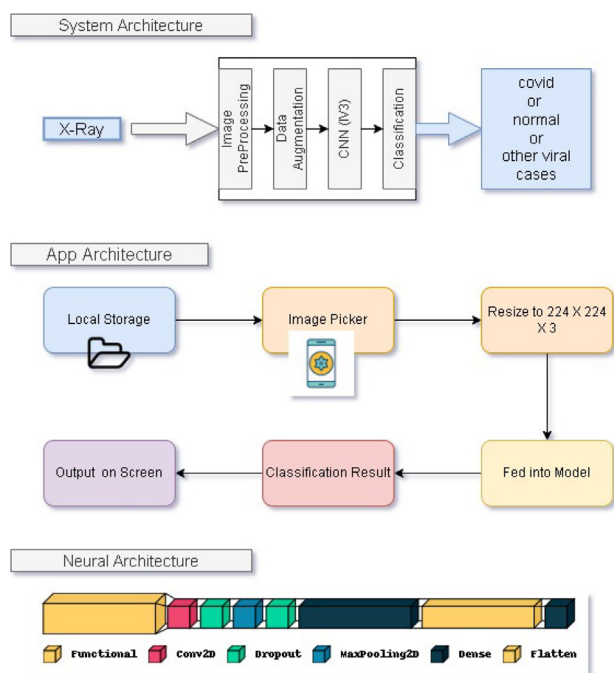 System Architecture
X-Ray
Image
PreProcessing
Data
Augmentation
CNN (IV3)
Classification
covid
or
normal
or
other viral
cases
App Architecture
Local Storage
Image Picker
Resize to 224 X 224
X 3
Output on Screen
Classification Result
Fed into Model
Neural Architecture
Functional Conv2D Dropout MaxPooling2D Dense Flatten